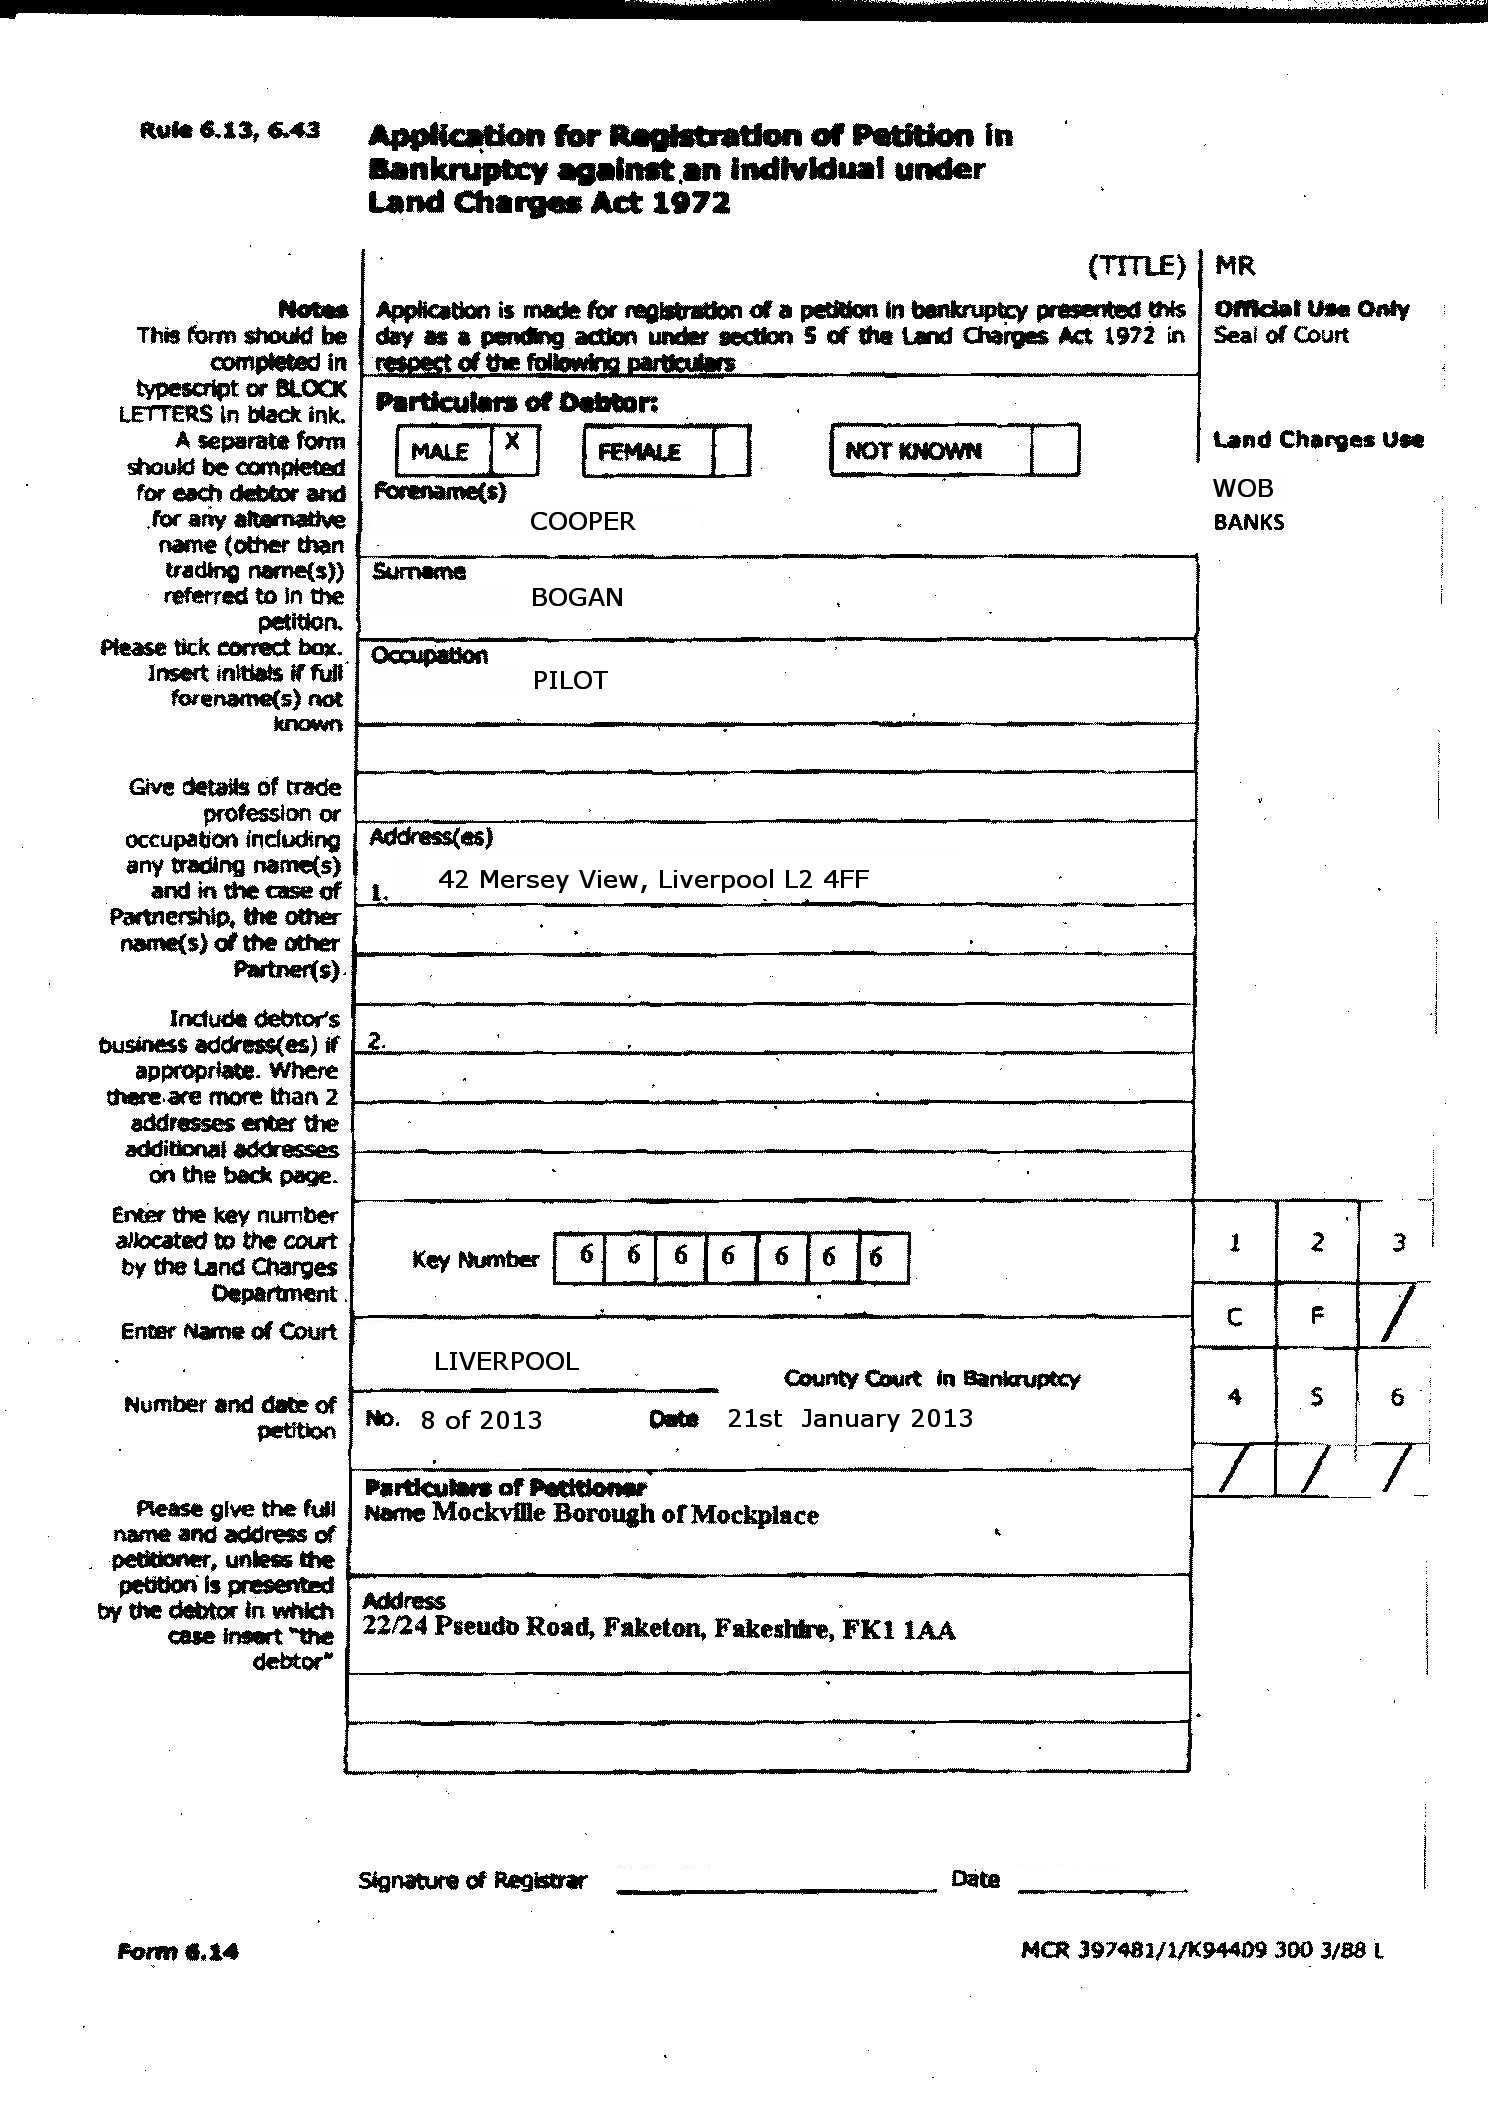 Rule 6.13, 6.43
Application for Registration of Petition in
Bankruptcy against an individual under
Land Charges Act 1972
(TITLE) MR
Notes
This form should be
completed in
typescript or BLOCK
LETTERS in black ink.
A separate form
should be completed
for each debtor and
for any alternative
name (other than
trading name(s))
referred to in the
petition.
Please tick correct box.
Insert initials if full
forename(s) not
known
Application is made for registration of a petition in bankruptcy presented this
day as a pending action under section 5 of the Land Charges Act 1972 in
respect of the following particulars
Official Use Only
Seal of Court
Particulars of Debtor:
MALE X FEMALE NOT KNOWN
Land Charges Use
WOB
BANKS
Forename(s)
COOPER
Surname
BOGAN
Occupation
PILOT
Give details of trade
profession or
occupation including
any trading name(s)
and in the case of
Partnership, the other
name(s) of the other
Partner(s).
Address(es)
1. 42 Mersey View, Liverpool L2 4FF
Include debtor's
business address(es) if
appropriate. Where
there are more than 2
addresses enter the
additional addresses
on the back page.
2.
Enter the key number
allocated to the court
by the Land Charges
Department.
Key Number 6 6 6 6 6 6 6
1 2 3
C F /
4 5 6
/ / /
Enter Name of Court
LIVERPOOL
County Court in Bankruptcy
Number and date of
petition
No. 8 of 2013 Date 21st January 2013
Please give the full
name and address of
petitioner, unless the
petition is presented
by the debtor in which
case insert "the
debtor"
Particulars of Petitioner
Name Mockville Borough of Mockplace
Address
22/24 Pseudo Road, Faketon, Fakeshire, FK1 1AA
Signature of Registrar Date
Form 6.14
MCR 397481/1/K94409 300 3/88 L